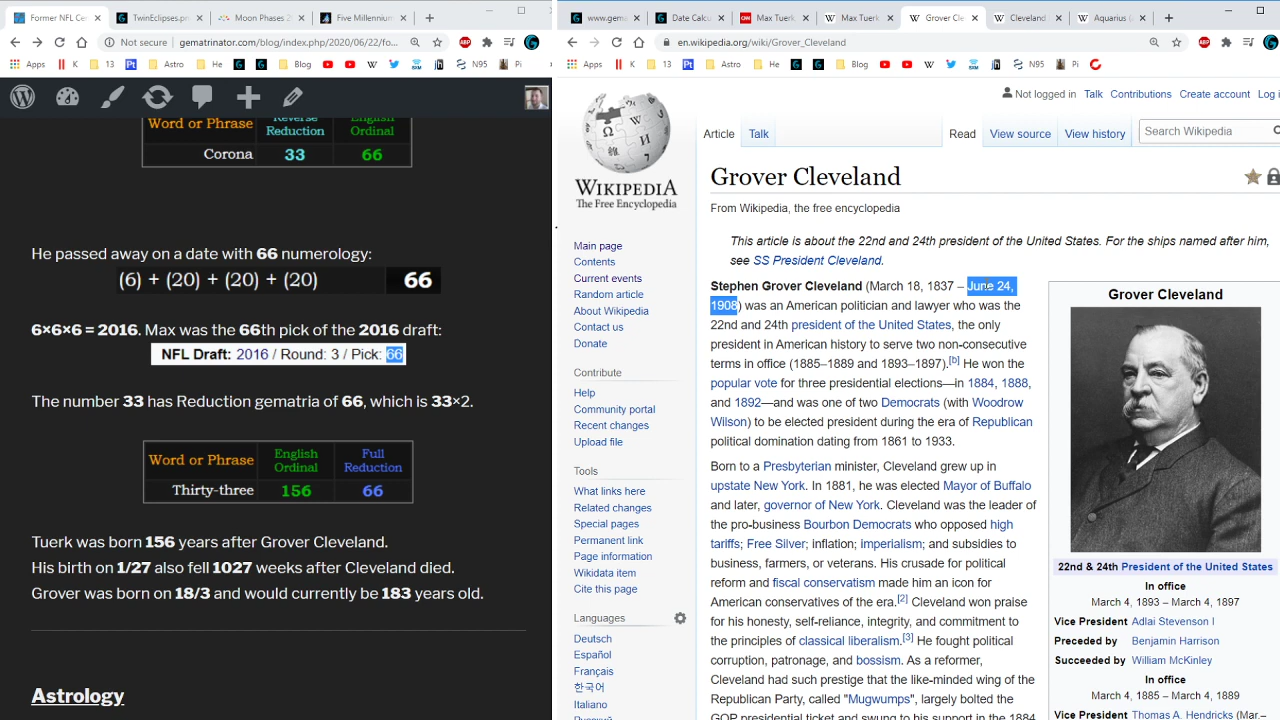 Former NFL Ce
TwinEclipses.pn
Moon Phases 2
Five Millenniu
Not secure
gematrinator.com/blog/index.php/2020/06/22/fo...
Apps
K
13
Pt
Astro
He
Blog
N95
Pi
Word or Phrase
Reverse
Reduction
English
Ordinal
Corona
33
66
He passed away on a date with 66 numerology:
(6) + (20) + (20) + (20)
66
6×6×6 = 2016. Max was the 66th pick of the 2016 draft:
NFL Draft: 2016 / Round: 3 / Pick: 66
The number 33 has Reduction gematria of 66, which is 33×2.
Word or Phrase
English
Ordinal
Full
Reduction
Thirty-three
156
66
Tuerk was born 156 years after Grover Cleveland.
His birth on 1/27 also fell 1027 weeks after Cleveland died.
Grover was born on 18/3 and would currently be 183 years old.
Astrology
www.gema
Date Calcu
Max Tuerk
Max Tuerk
Grover Cle
Cleveland
Aquarius (
en.wikipedia.org/wiki/Grover_Cleveland
Apps
K
13
Pt
Astro
He
Blog
N95
Pi
Not logged in
Talk
Contributions
Create account
Log i
Article
Talk
Read
View source
View history
Search Wikipedia
WIKIPEDIA
The Free Encyclopedia
Main page
Contents
Current events
Random article
About Wikipedia
Contact us
Donate
Contribute
Help
Community portal
Recent changes
Upload file
Tools
What links here
Related changes
Special pages
Permanent link
Page information
Wikidata item
Cite this page
Languages
Deutsch
Español
Français
한국어
Italiano
Grover Cleveland
From Wikipedia, the free encyclopedia
This article is about the 22nd and 24th president of the United States. For the ships named after him,
see SS President Cleveland.
Stephen Grover Cleveland (March 18, 1837 – June 24,
1908) was an American politician and lawyer who was the
22nd and 24th president of the United States, the only
president in American history to serve two non-consecutive
terms in office (1885–1889 and 1893–1897).[b] He won the
popular vote for three presidential elections—in 1884, 1888,
and 1892—and was one of two Democrats (with Woodrow
Wilson) to be elected president during the era of Republican
political domination dating from 1861 to 1933.
Born to a Presbyterian minister, Cleveland grew up in
upstate New York. In 1881, he was elected Mayor of Buffalo
and later, governor of New York. Cleveland was the leader of
the pro-business Bourbon Democrats who opposed high
tariffs; Free Silver; inflation; imperialism; and subsidies to
business, farmers, or veterans. His crusade for political
reform and fiscal conservatism made him an icon for
American conservatives of the era.[2] Cleveland won praise
for his honesty, self-reliance, integrity, and commitment to
the principles of classical liberalism.[3] He fought political
corruption, patronage, and bossism. As a reformer,
Cleveland had such prestige that the like-minded wing of the
Republican Party, called "Mugwumps", largely bolted the
GOP presidential ticket and swung to his support in the 1884
Grover Cleveland
22nd & 24th President of the United States
In office
March 4, 1893 – March 4, 1897
Vice President Adlai Stevenson I
Preceded by Benjamin Harrison
Succeeded by William McKinley
In office
March 4, 1885 – March 4, 1889
Vice President Thomas A. Hendricks (Mar.–